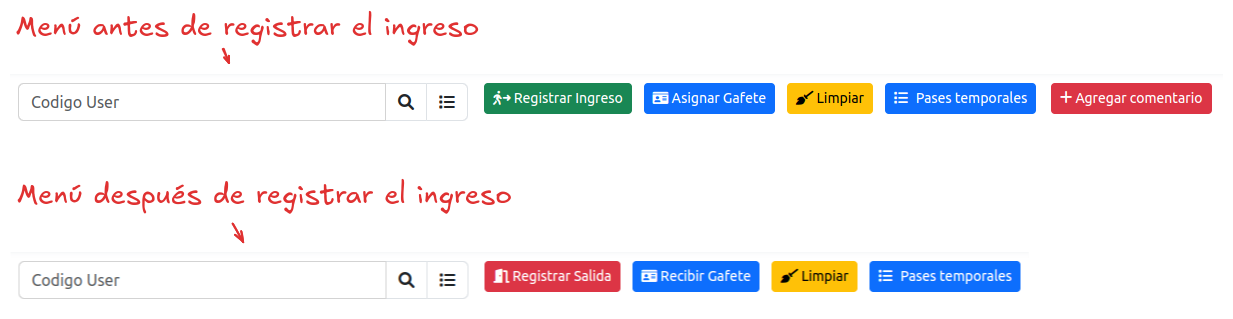 Menú antes de registrar el ingreso
Codigo User Registrar Ingreso Asignar Gafete Limpiar Pases temporales Agregar comentario
Menú después de registrar el ingreso
Codigo User Registrar Salida Recibir Gafete Limpiar Pases temporales